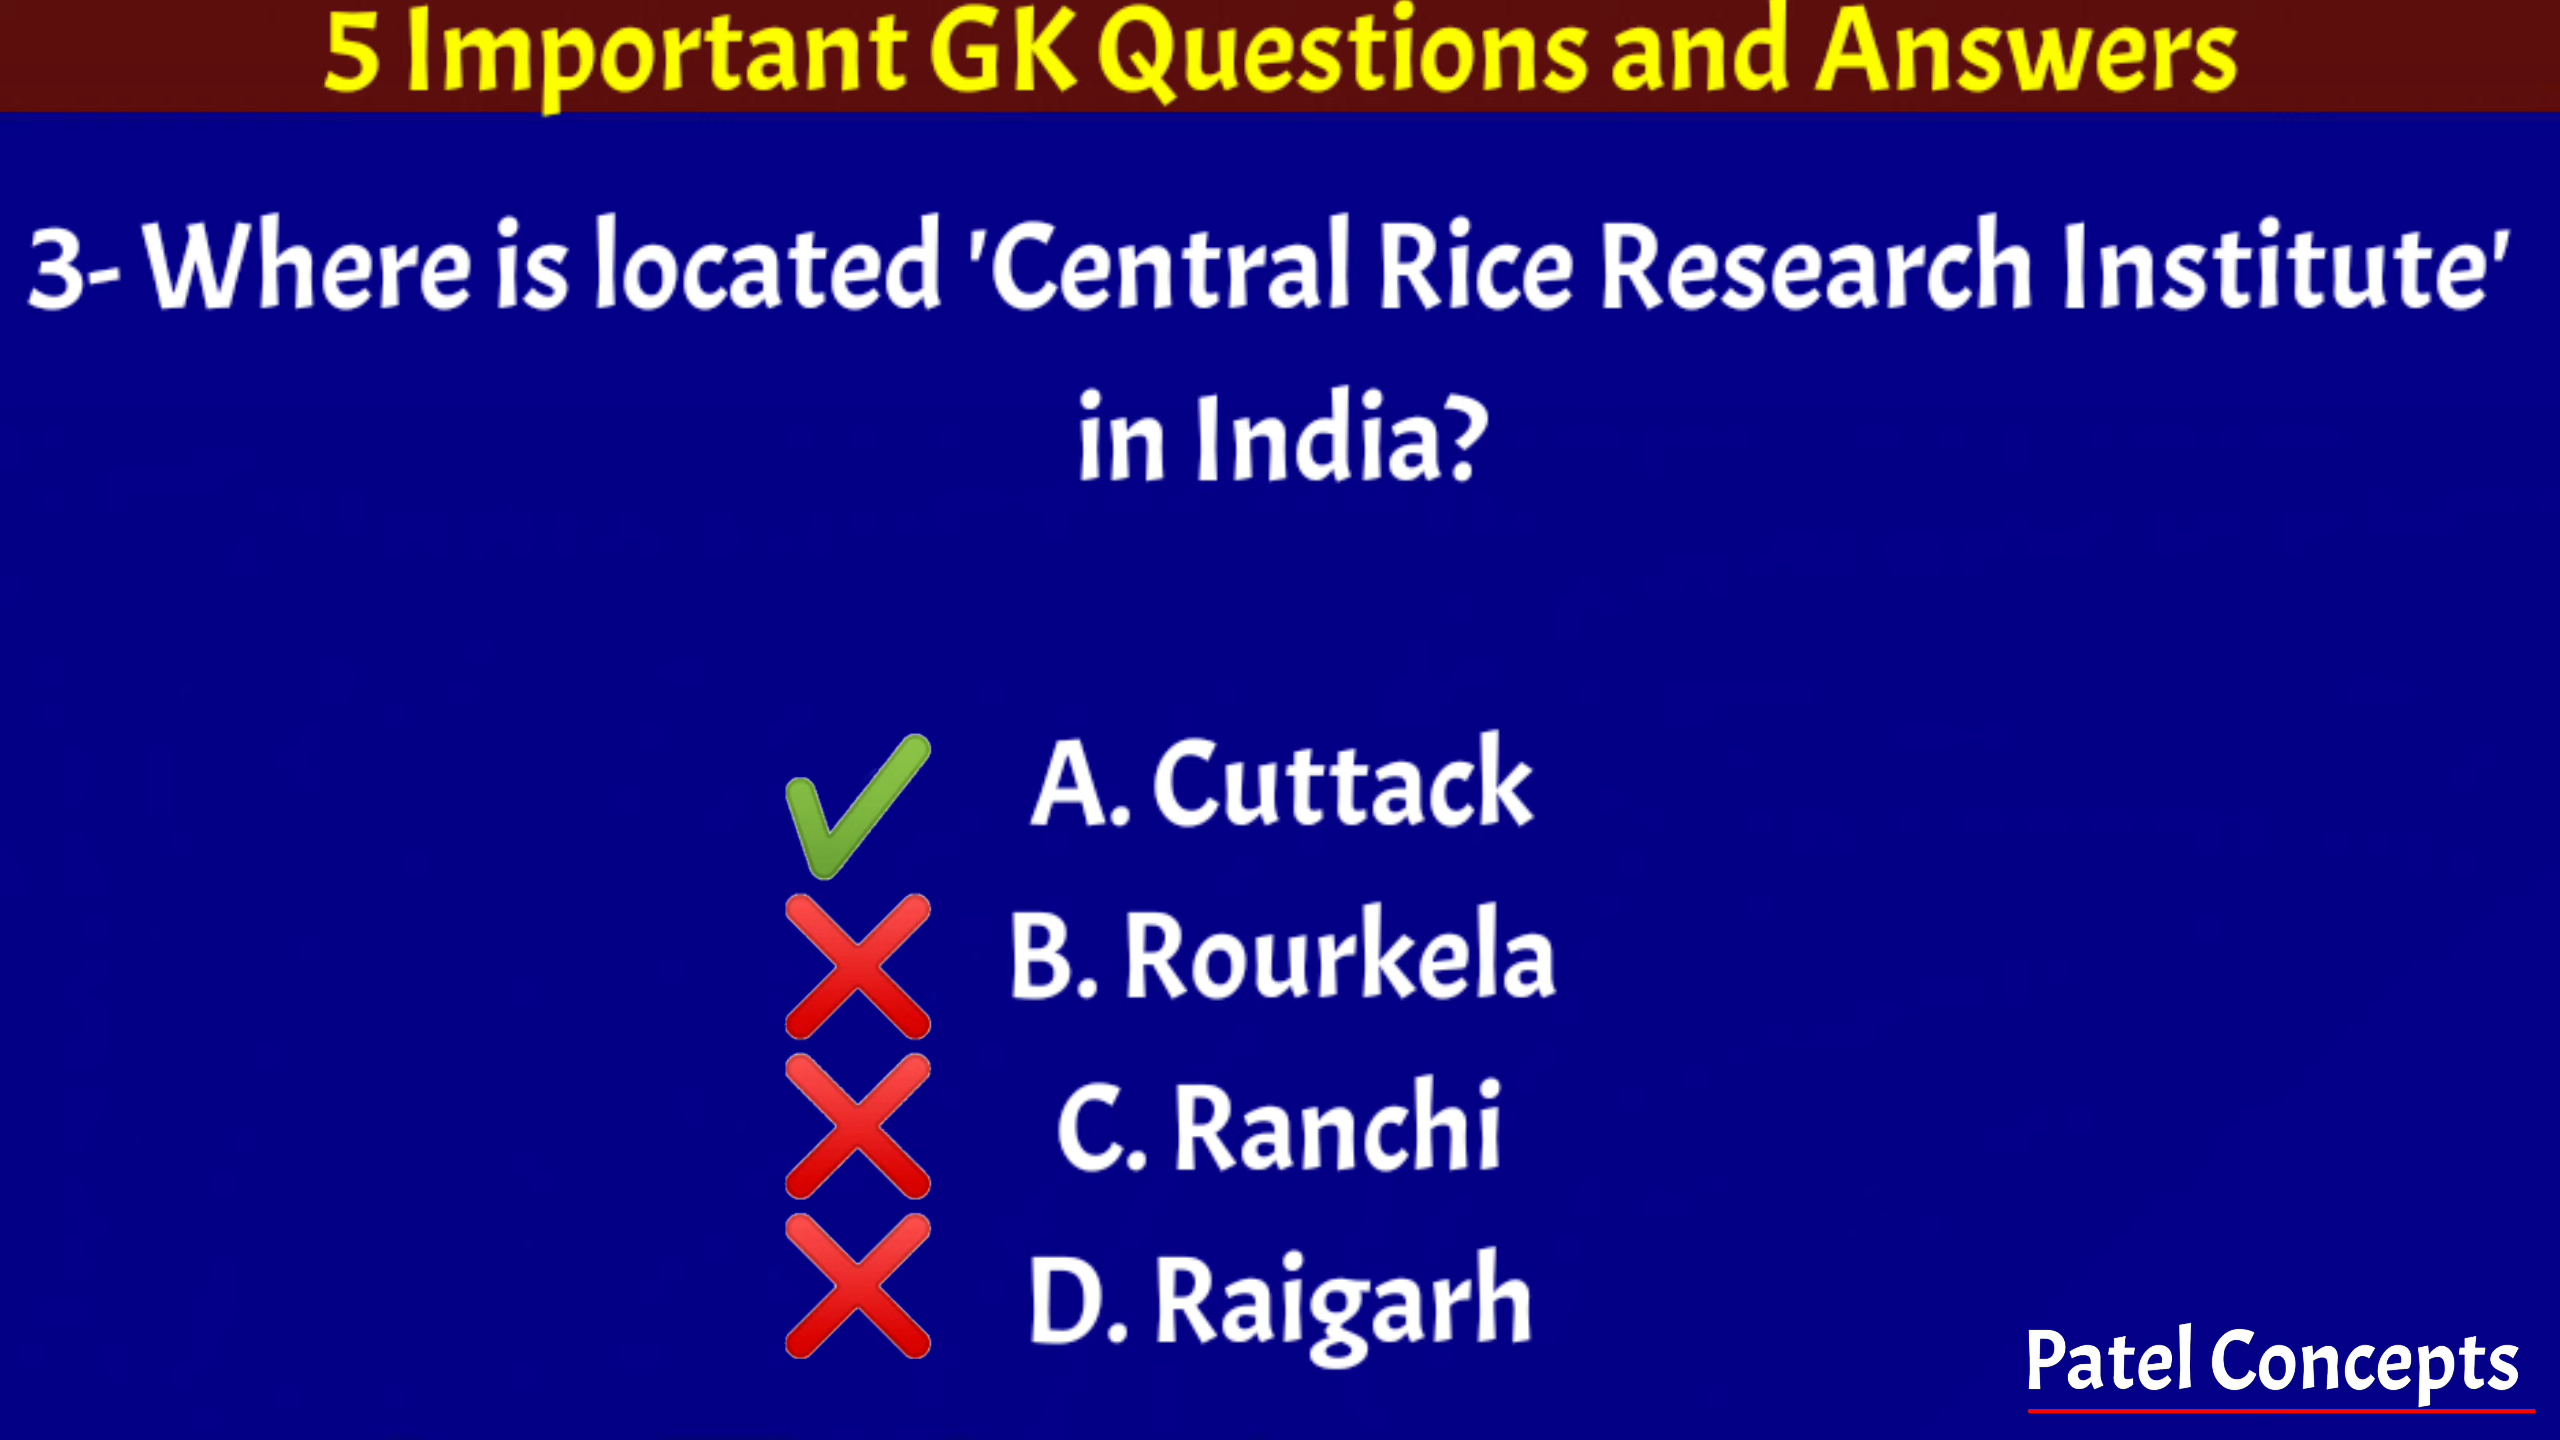 5 Important GK Questions and Answers
3- Where is located 'Central Rice Research Institute'
in India?
A. Cuttack
B. Rourkela
C. Ranchi
D. Raigarh
Patel Concepts